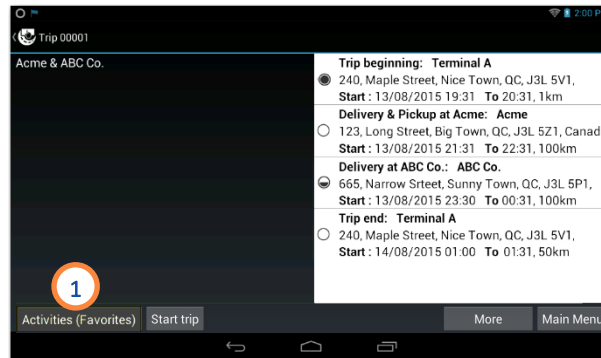 2:00 P
Trip 00001
Acme & ABC Co.
Trip beginning: Terminal A
240, Maple Street, Nice Town, QC, J3L 5V1,
Start : 13/08/2015 19:31 To 20:31, 1km
Delivery & Pickup at Acme: Acme
123, Long Street, Big Town, QC, J3L 5Z1, Canad
Start : 13/08/2015 21:31 To 22:31, 100km
Delivery at ABC Co.: ABC Co.
665, Narrow Srteet, Sunny Town, QC, J3L 5P1,
Start : 13/08/2015 23:30 To 00:31, 100km
Trip end: Terminal A
240, Maple Street, Nice Town, QC, J3L 5V1,
Start : 14/08/2015 01:00 To 01:31, 50km
1
Activities (Favorites) Start trip More Main Menu